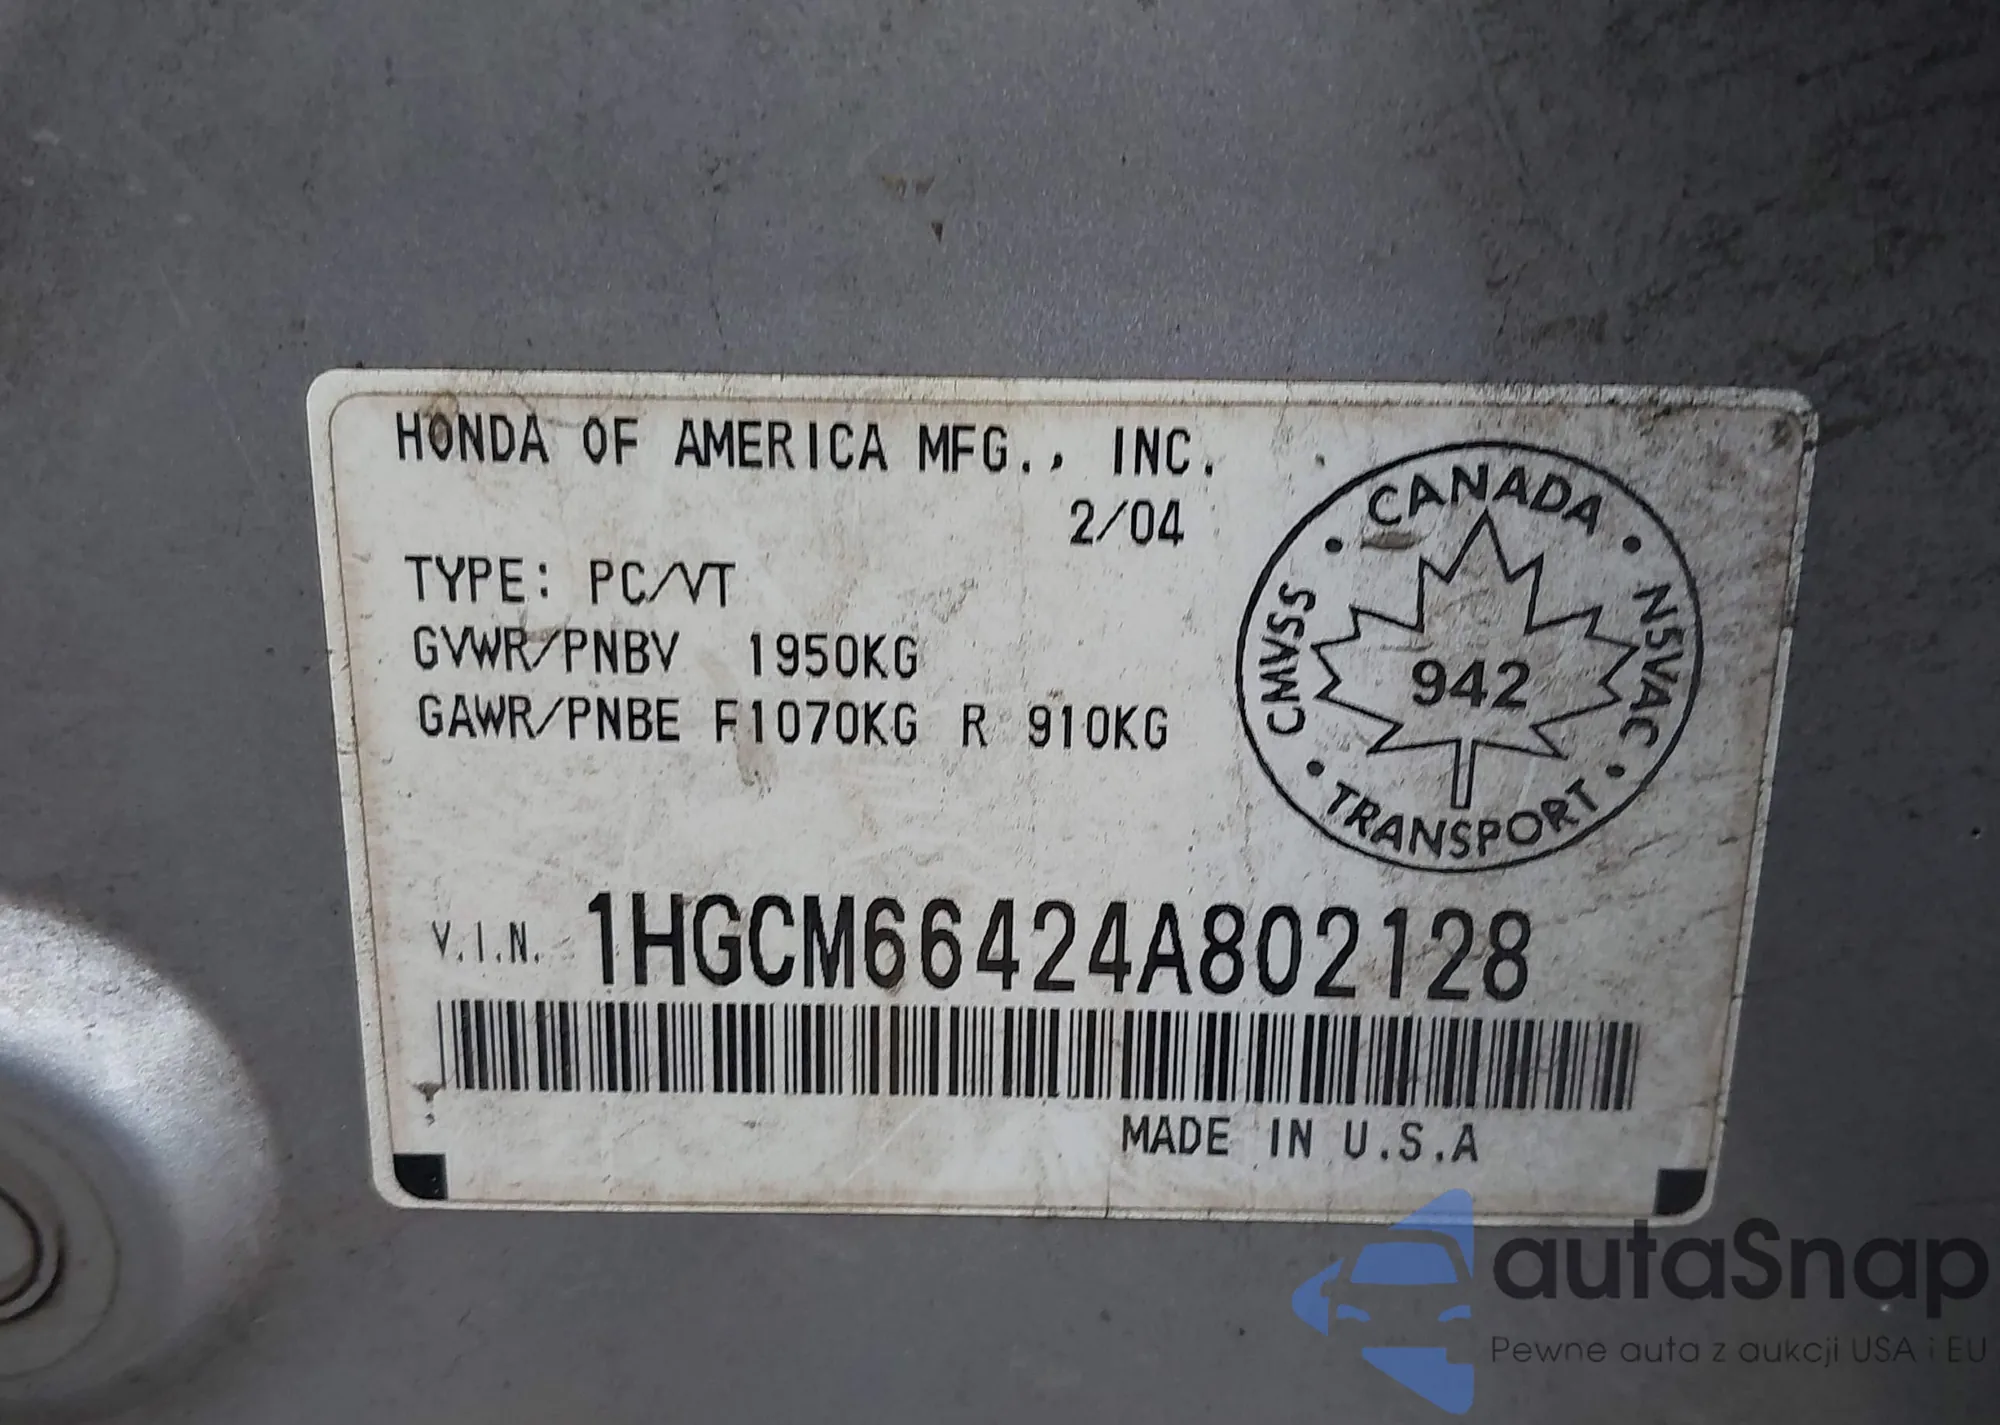 HONDA OF AMERICA MFG., INC.
2/04
TYPE: PC/VT
GVWR/PNBV 1950KG
GAWR/PNBE F1070KG R 910KG
CANADA
CMVSS
NSVAC
942
TRANSPORT
V.I.N. 1HGCM66424A802128
MADE IN U.S.A
autaSnap
Pewne auta z aukcji USA i EU